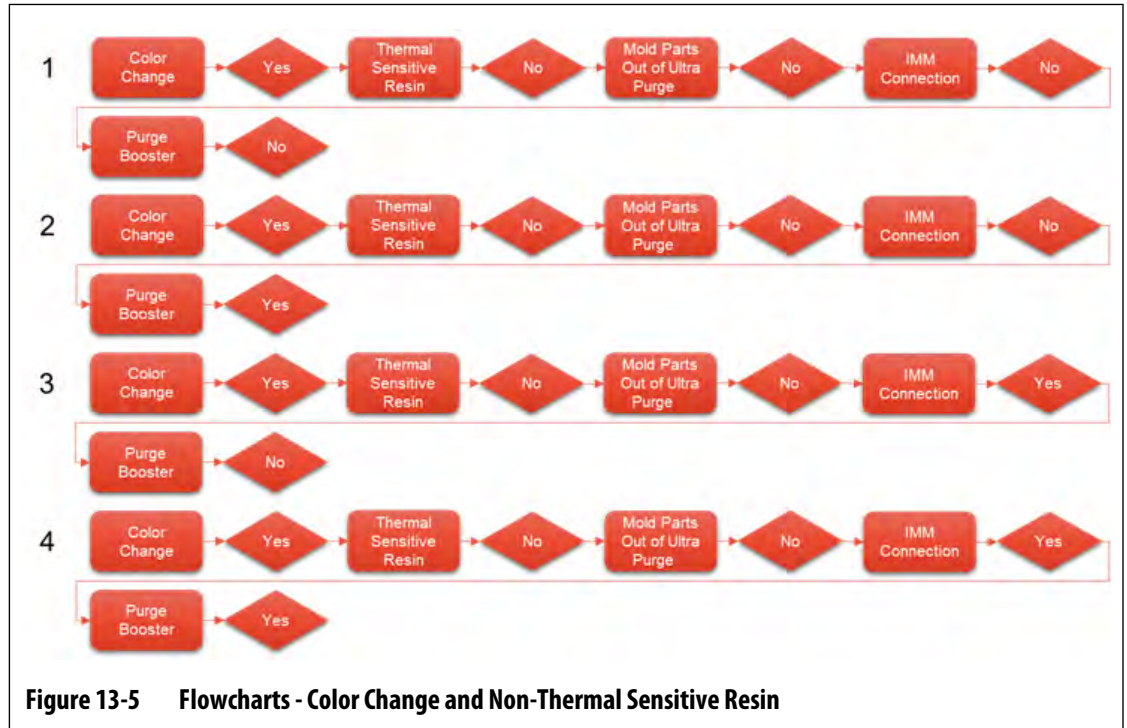 1
Color
Change
Yes
Thermal
Sensitive
Resin
No
Mold Parts
Out of Ultra
Purge
No
IMM
Connection
No
Purge
Booster
No
2
Color
Change
Yes
Thermal
Sensitive
Resin
No
Mold Parts
Out of Ultra
Purge
No
IMM
Connection
No
Purge
Booster
Yes
3
Color
Change
Yes
Thermal
Sensitive
Resin
No
Mold Parts
Out of Ultra
Purge
No
IMM
Connection
Yes
Purge
Booster
No
4
Color
Change
Yes
Thermal
Sensitive
Resin
No
Mold Parts
Out of Ultra
Purge
No
IMM
Connection
Yes
Purge
Booster
Yes
Figure 13-5 Flowcharts - Color Change and Non-Thermal Sensitive Resin